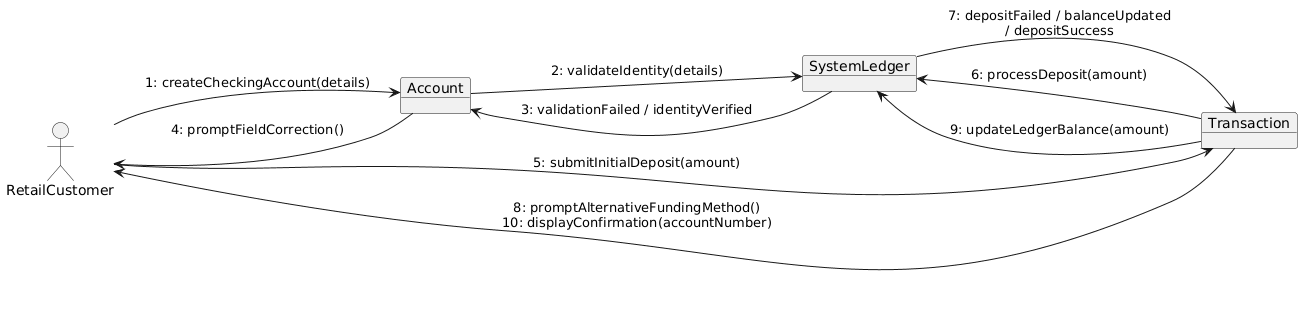 7: depositFailed / balanceUpdated
/ depositSuccess
SystemLedger
2: validateIdentity(details)
6: processDeposit(amount)
1: createCheckingAccount(details)
Account
3: validationFailed / identityVerified
Transaction
4: promptFieldCorrection()
9: updateLedgerBalance(amount)
5: submitInitialDeposit(amount)
RetailCustomer
8: promptAlternativeFundingMethod()
10: displayConfirmation(accountNumber)